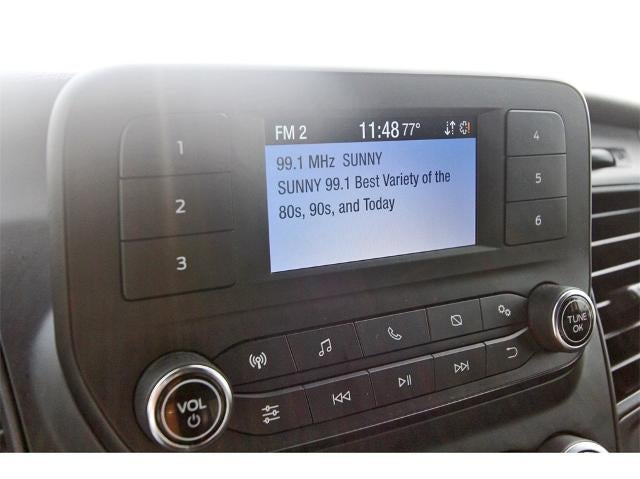 FM 2 11:48 77°
99.1 MHz SUNNY
SUNNY 99.1 Best Variety of the
80s, 90s, and Today
1
2
3
4
5
6
VOL
TUNE
OK